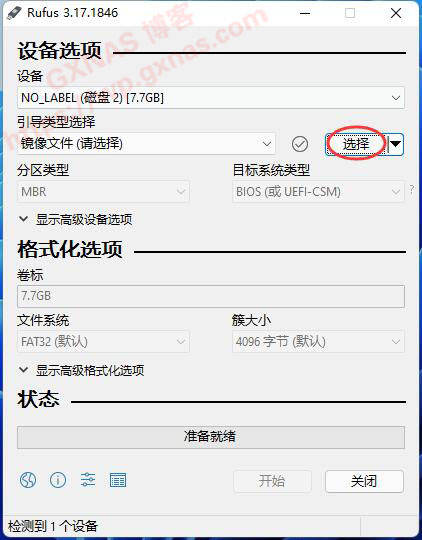 Rufus 3.17.1846
GXNAS 博客
设备选项
设备
NO_LABEL (磁盘 2) [7.7GB]
引导类型选择
镜像文件 (请选择)
选择
分区类型
目标系统类型
MBR
BIOS (或 UEFI-CSM)
?
显示高级设备选项
格式化选项
卷标
7.7GB
文件系统
簇大小
FAT32 (默认)
4096 字节 (默认)
显示高级格式化选项
状态
准备就绪
开始
关闭
检测到 1 个设备